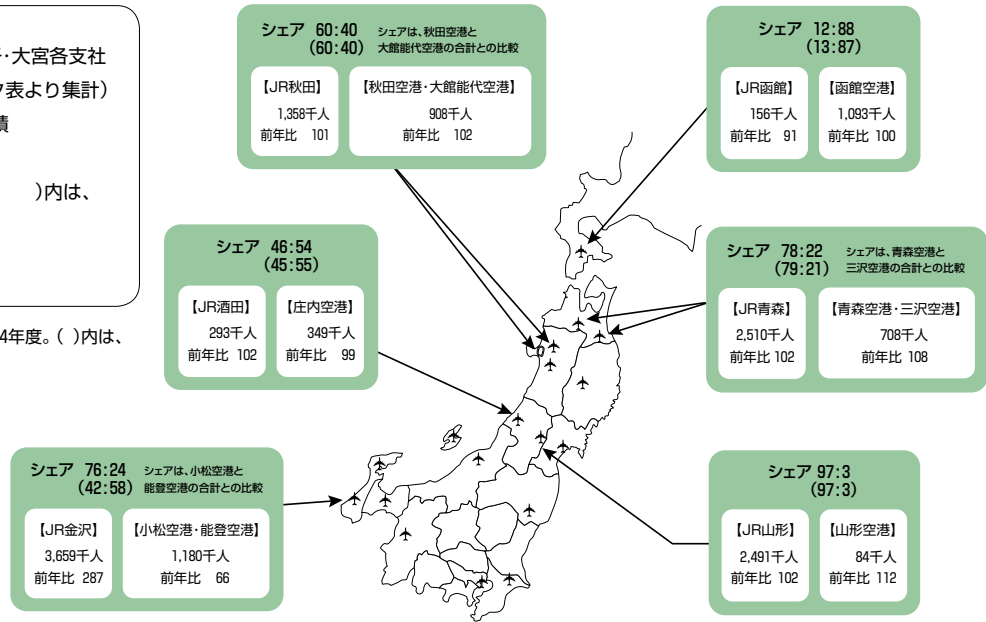 ・大宮各支社
表より集計）
績
）内は、
4年度。（ ）内は、
シェア 60:40
(60:40)
シェアは、秋田空港と
大館能代空港の合計との比較
【JR秋田】
1,358千人
前年比 101
【秋田空港・大館能代空港】
908千人
前年比 102
シェア 12:88
(13:87)
【JR函館】
156千人
前年比 91
【函館空港】
1,093千人
前年比 100
シェア 46:54
(45:55)
【JR酒田】
293千人
前年比 102
【庄内空港】
349千人
前年比 99
シェア 78:22
(79:21)
シェアは、青森空港と
三沢空港の合計との比較
【JR青森】
2,510千人
前年比 102
【青森空港・三沢空港】
708千人
前年比 108
シェア 76:24
(42:58)
シェアは、小松空港と
能登空港の合計との比較
【JR金沢】
3,659千人
前年比 287
【小松空港・能登空港】
1,180千人
前年比 66
シェア 97:3
(97:3)
【JR山形】
2,491千人
前年比 102
【山形空港】
84千人
前年比 112